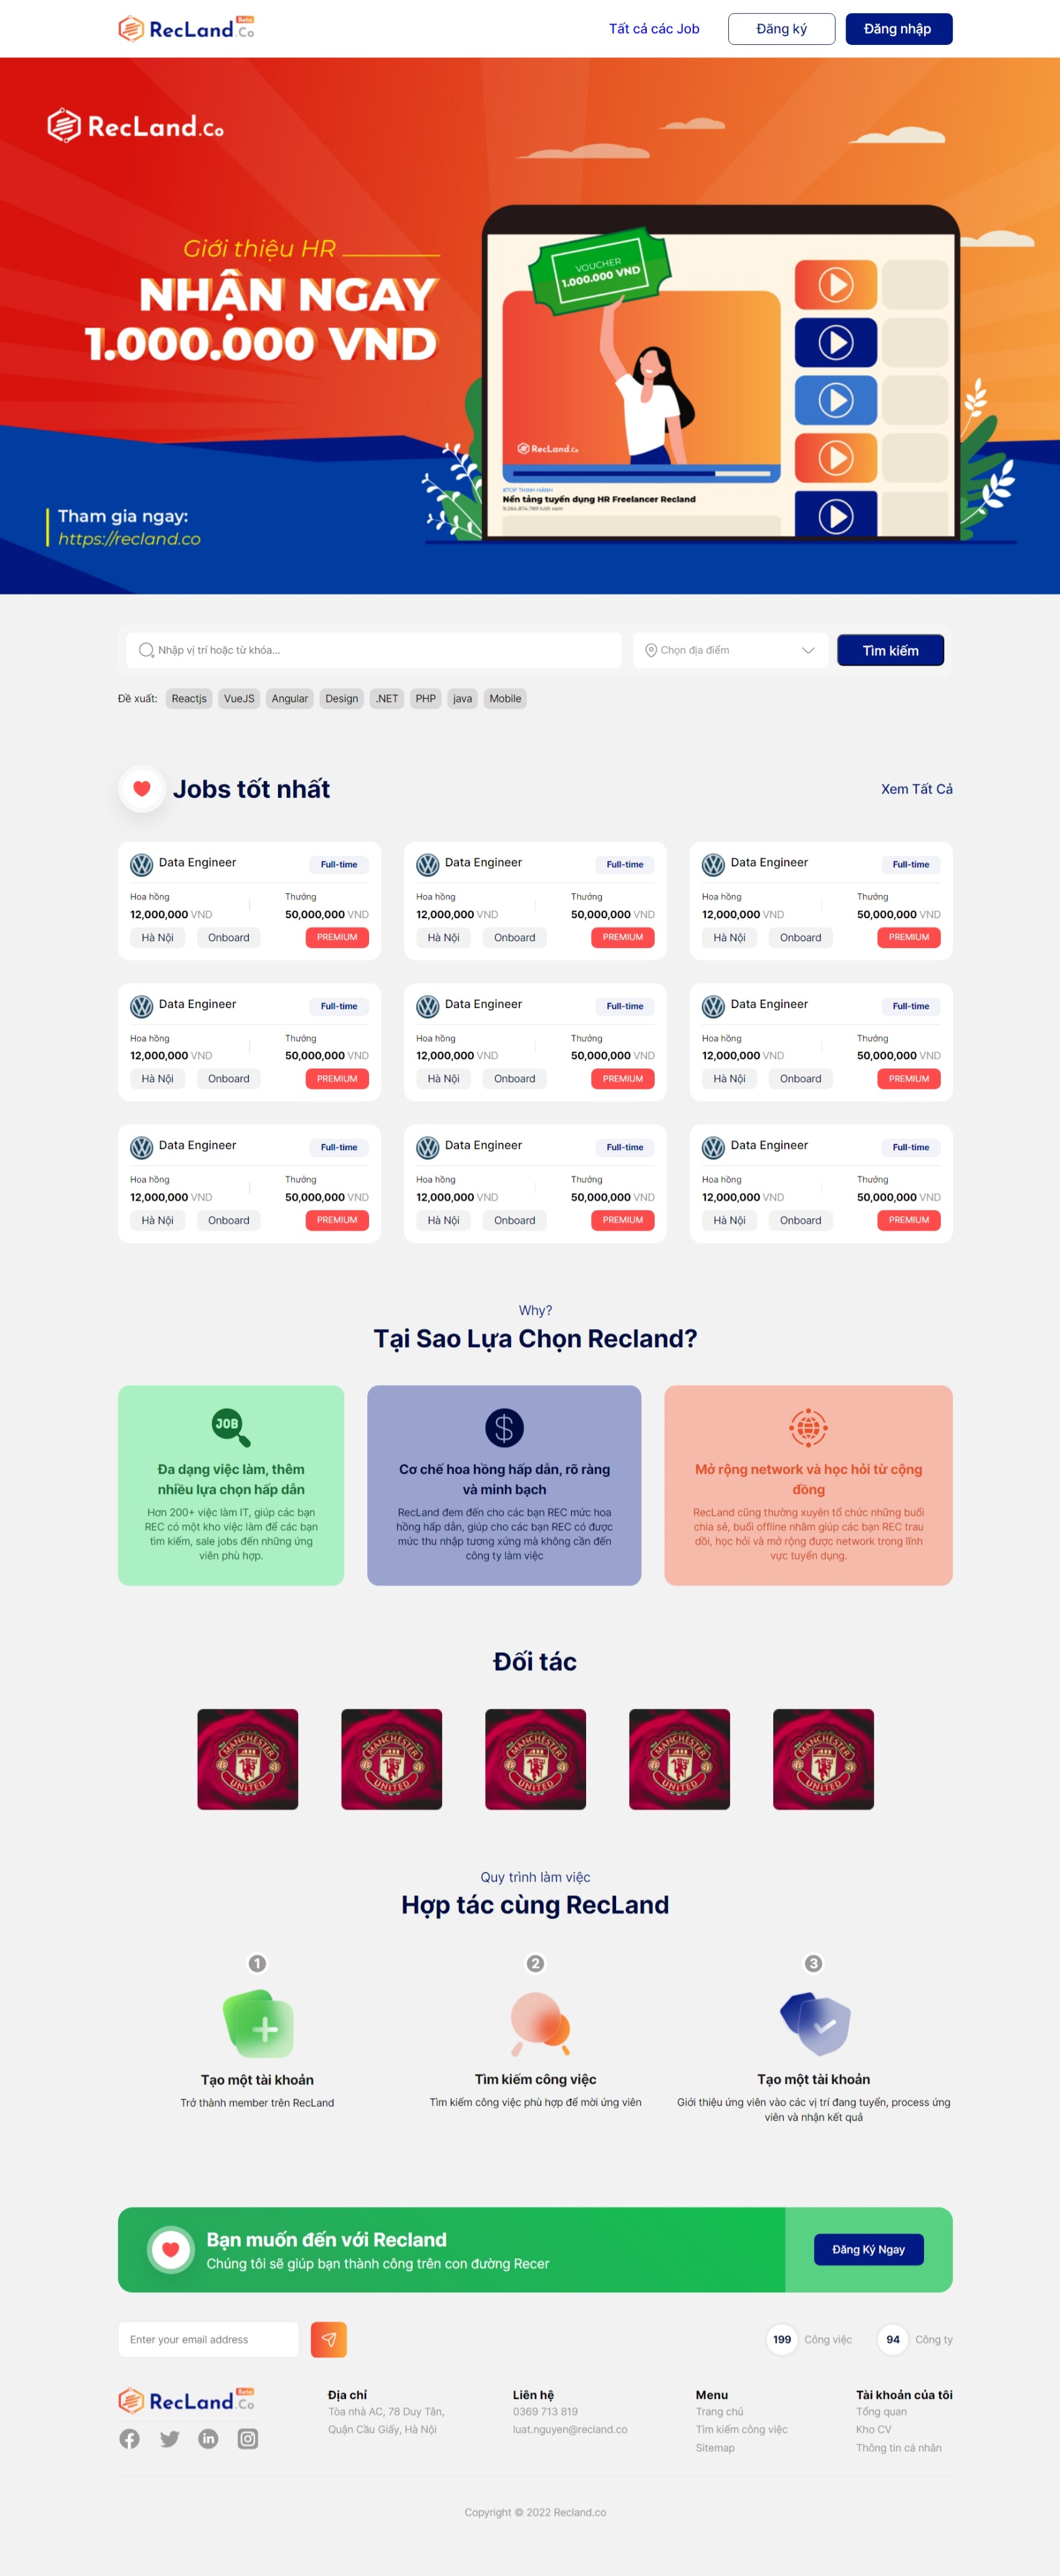 RecLand.Co Beta
Tất cả các Job
Đăng ký
Đăng nhập
RecLand.co
Giới thiệu HR
NHẬN NGAY
1.000.000 VND
VOUCHER
1.000.000 VND
RecLand.Co
#TOP THỊNH HÀNH
Nền tảng tuyển dụng HR Freelancer Recland
9.264.874.789 lượt xem
Tham gia ngay:
https://recland.co
Nhập vị trí hoặc từ khóa...
Chọn địa điểm
Tìm kiếm
Đề xuất: Reactjs VueJS Angular Design .NET PHP java Mobile
Jobs tốt nhất
Xem Tất Cả
Data Engineer Full-time
Hoa hồng Thưởng
12,000,000 VND 50,000,000 VND
Hà Nội Onboard PREMIUM
Data Engineer Full-time
Hoa hồng Thưởng
12,000,000 VND 50,000,000 VND
Hà Nội Onboard PREMIUM
Data Engineer Full-time
Hoa hồng Thưởng
12,000,000 VND 50,000,000 VND
Hà Nội Onboard PREMIUM
Data Engineer Full-time
Hoa hồng Thưởng
12,000,000 VND 50,000,000 VND
Hà Nội Onboard PREMIUM
Data Engineer Full-time
Hoa hồng Thưởng
12,000,000 VND 50,000,000 VND
Hà Nội Onboard PREMIUM
Data Engineer Full-time
Hoa hồng Thưởng
12,000,000 VND 50,000,000 VND
Hà Nội Onboard PREMIUM
Data Engineer Full-time
Hoa hồng Thưởng
12,000,000 VND 50,000,000 VND
Hà Nội Onboard PREMIUM
Data Engineer Full-time
Hoa hồng Thưởng
12,000,000 VND 50,000,000 VND
Hà Nội Onboard PREMIUM
Data Engineer Full-time
Hoa hồng Thưởng
12,000,000 VND 50,000,000 VND
Hà Nội Onboard PREMIUM
Why?
Tại Sao Lựa Chọn Recland?
JOB
Đa dạng việc làm, thêm
nhiều lựa chọn hấp dẫn
Hơn 200+ việc làm IT, giúp các bạn
REC có một kho việc làm để các bạn
tìm kiếm, sale jobs đến những ứng
viên phù hợp.
$
Cơ chế hoa hồng hấp dẫn, rõ ràng
và minh bạch
RecLand đem đến cho các bạn REC mức hoa
hồng hấp dẫn, giúp cho các bạn REC có được
mức thu nhập tương xứng mà không cần đến
công ty làm việc
Mở rộng network và học hỏi từ cộng
đồng
RecLand cũng thường xuyên tổ chức những buổi
chia sẻ, buổi offline nhằm giúp các bạn REC trau
dồi, học hỏi và mở rộng được network trong lĩnh
vực tuyển dụng.
Đối tác
MANCHESTER
UNITED
MANCHESTER
UNITED
MANCHESTER
UNITED
MANCHESTER
UNITED
MANCHESTER
UNITED
Quy trình làm việc
Hợp tác cùng RecLand
1
Tạo một tài khoản
Trở thành member trên RecLand
2
Tìm kiếm công việc
Tìm kiếm công việc phù hợp để mời ứng viên
3
Tạo một tài khoản
Giới thiệu ứng viên vào các vị trí đang tuyển, process ứng
viên và nhận kết quả
Bạn muốn đến với Recland
Chúng tôi sẽ giúp bạn thành công trên con đường Recer
Đăng Ký Ngay
Enter your email address
199 Công việc
94 Công ty
RecLand.Co Beta
Địa chỉ
Tòa nhà AC, 78 Duy Tân,
Quận Cầu Giấy, Hà Nội
Liên hệ
0369 713 819
luat.nguyen@recland.co
Menu
Trang chủ
Tìm kiếm công việc
Sitemap
Tài khoản của tôi
Tổng quan
Kho CV
Thông tin cá nhân
Copyright © 2022 Recland.co